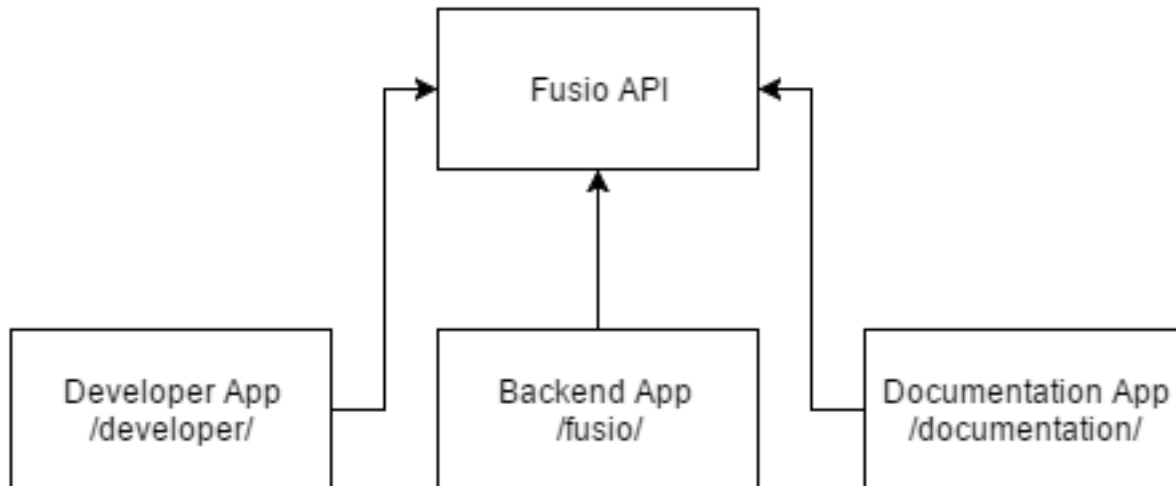 Fusio API
Developer App
/developer/
Backend App
/fusio/
Documentation App
/documentation/